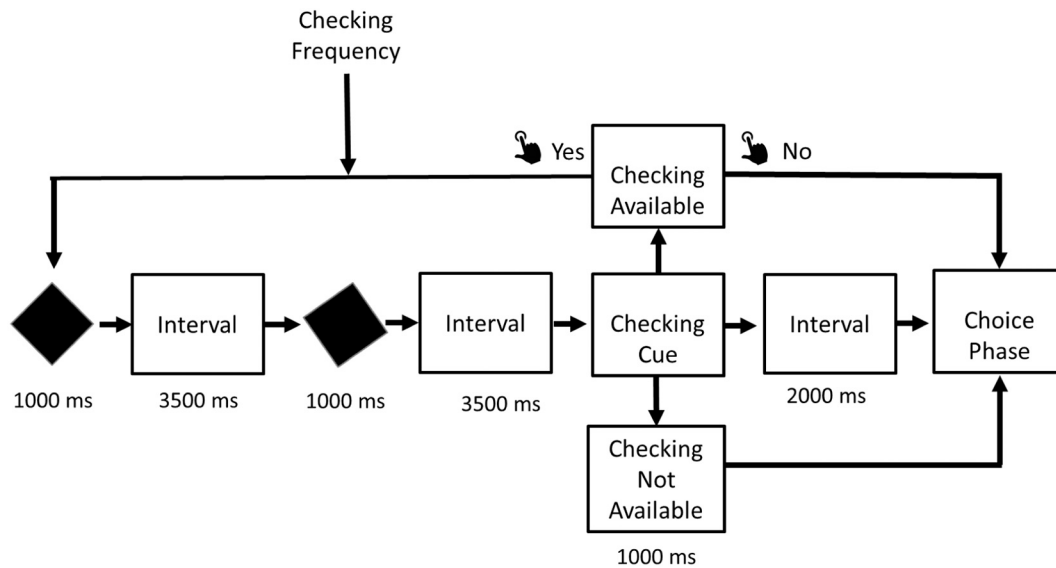 Checking
Frequency
Yes
No
Checking
Available
Interval
Interval
Checking
Cue
Interval
Choice
Phase
1000 ms
3500 ms
1000 ms
3500 ms
2000 ms
Checking
Not
Available
1000 ms